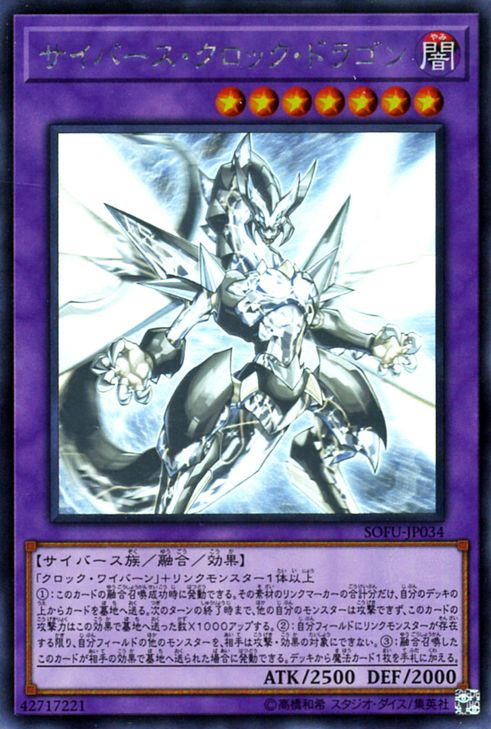 サイバース・クロック・ドラゴン
闇
SOFU-JP034
【サイバース族／融合／効果】
「クロック・ワイバーン」＋リンクモンスター１体以上
①：このカードの融合召喚成功時に発動できる。その素材のリンクマーカーの合計分だけ、自分のデッキの
上からカードを墓地へ送る。次のターンの終了時まで、他の自分のモンスターは攻撃できず、このカードの
攻撃力はこの効果で墓地へ送った数×1000アップする。②：自分フィールドにリンクモンスターが存在
する限り、自分フィールドの他のモンスターを、相手は攻撃・効果の対象にできない。③：融合召喚した
このカードが相手の効果で墓地へ送られた場合に発動できる。デッキから魔法カード１枚を手札に加える。
ATK/2500 DEF/2000
42717221
©高橋和希 スタジオ・ダイス/集英社